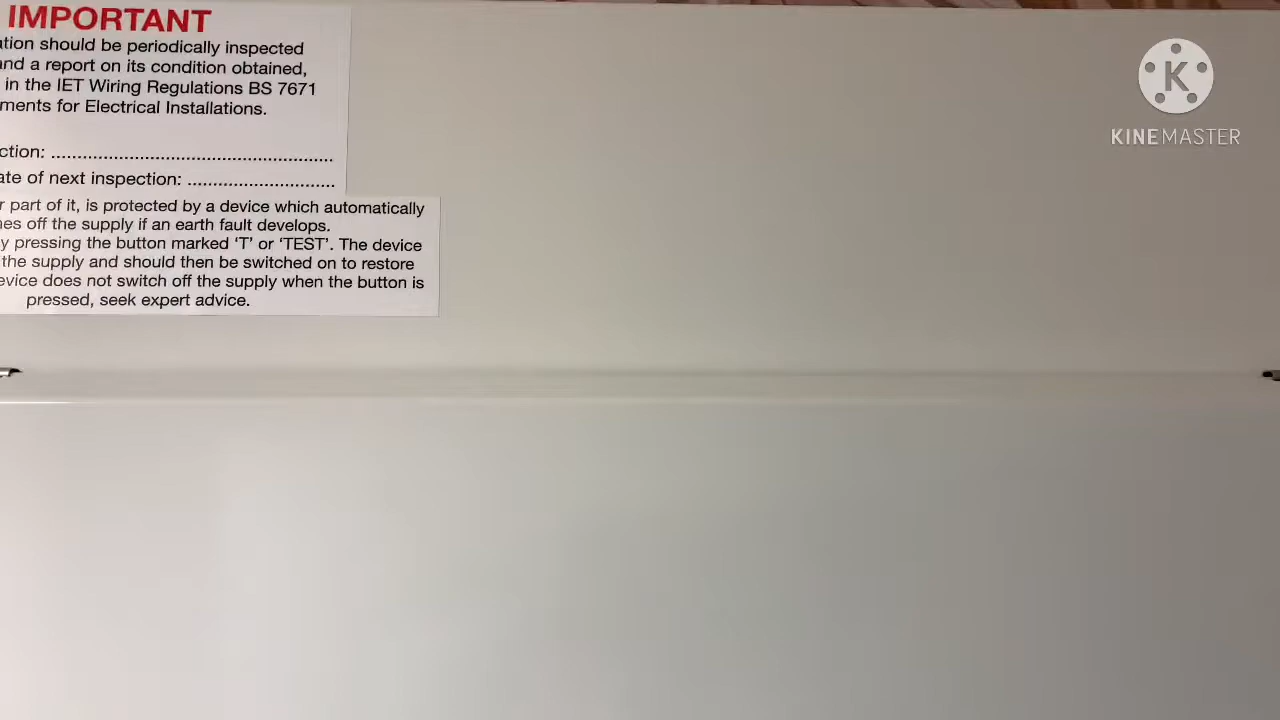 IMPORTANT
ation should be periodically inspected
and a report on its condition obtained,
in the IET Wiring Regulations BS 7671
ments for Electrical Installations.
ction: ......................................................
ate of next inspection: ............................
r part of it, is protected by a device which automatically
hes off the supply if an earth fault develops.
y pressing the button marked ‘T’ or ‘TEST’. The device
the supply and should then be switched on to restore
evice does not switch off the supply when the button is
pressed, seek expert advice.
K
KINEMASTER